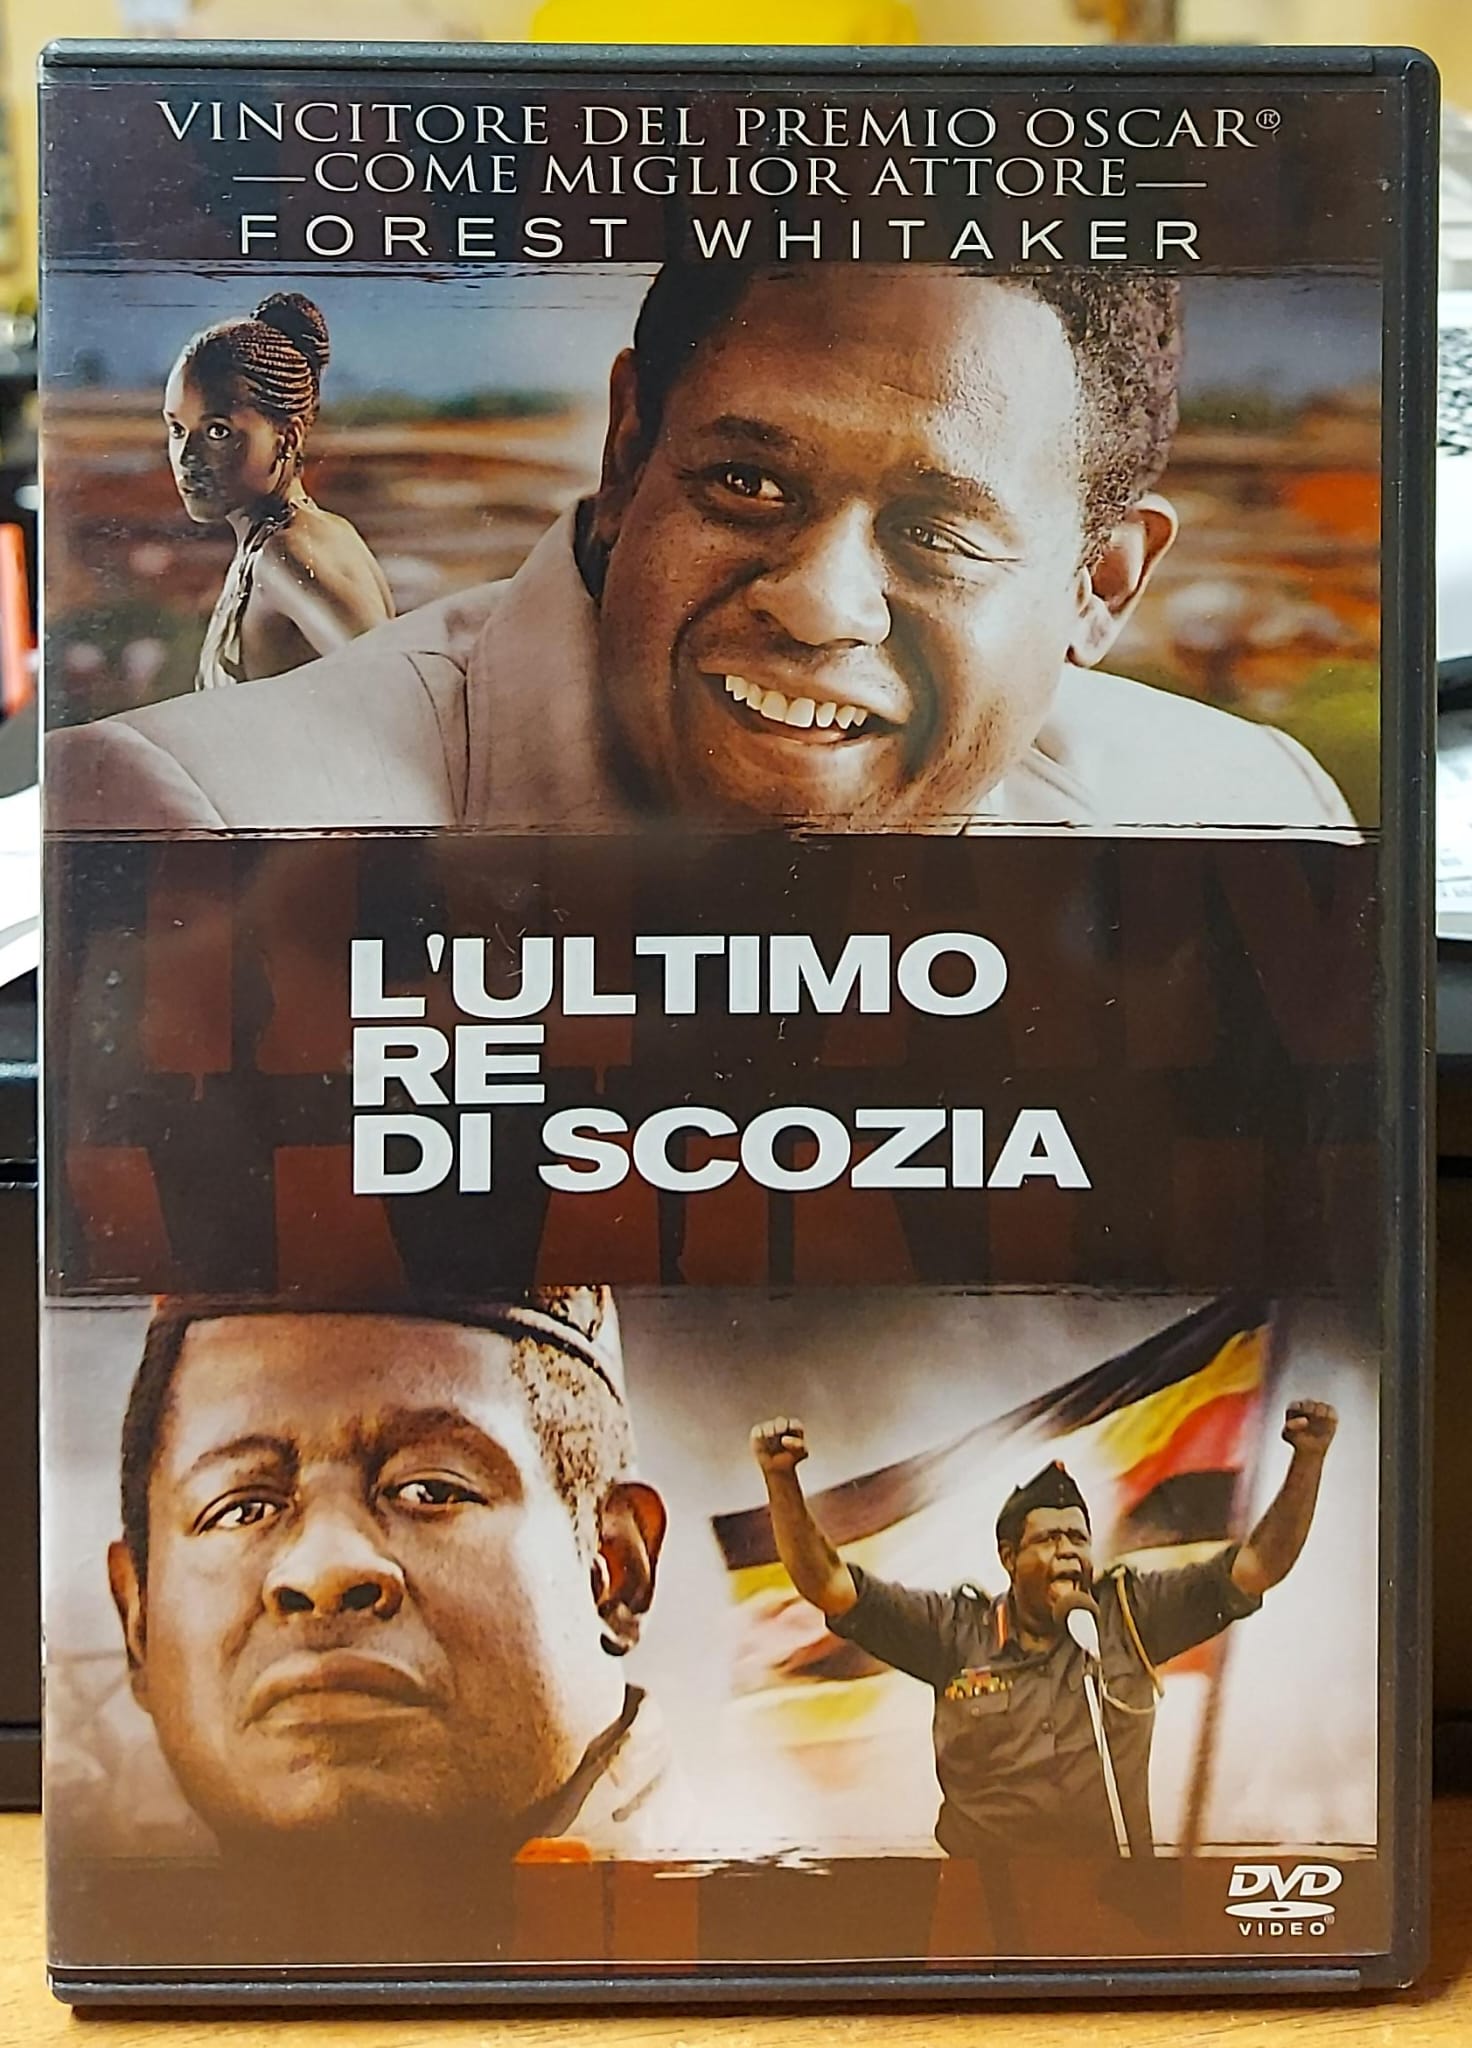 VINCITORE DEL PREMIO OSCAR®
—COME MIGLIOR ATTORE—
FOREST WHITAKER
L'ULTIMO
RE
DI SCOZIA
DVD
VIDEO